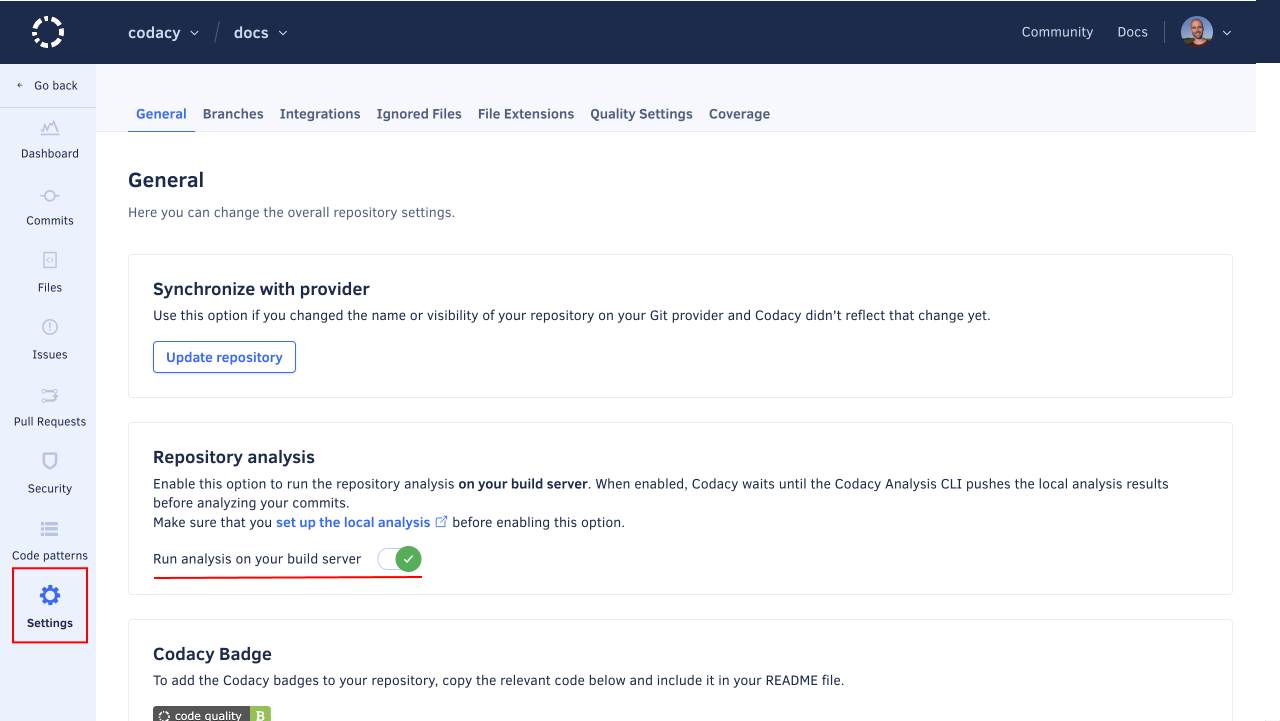 codacy docs Community Docs
Go back
General Branches Integrations Ignored Files File Extensions Quality Settings Coverage
Dashboard
Commits
Files
Issues
Pull Requests
Security
Code patterns
Settings
General
Here you can change the overall repository settings.
Synchronize with provider
Use this option if you changed the name or visibility of your repository on your Git provider and Codacy didn't reflect that change yet.
Update repository
Repository analysis
Enable this option to run the repository analysis on your build server. When enabled, Codacy waits until the Codacy Analysis CLI pushes the local analysis results
before analyzing your commits.
Make sure that you set up the local analysis before enabling this option.
Run analysis on your build server
Codacy Badge
To add the Codacy badges to your repository, copy the relevant code below and include it in your README file.
code quality B